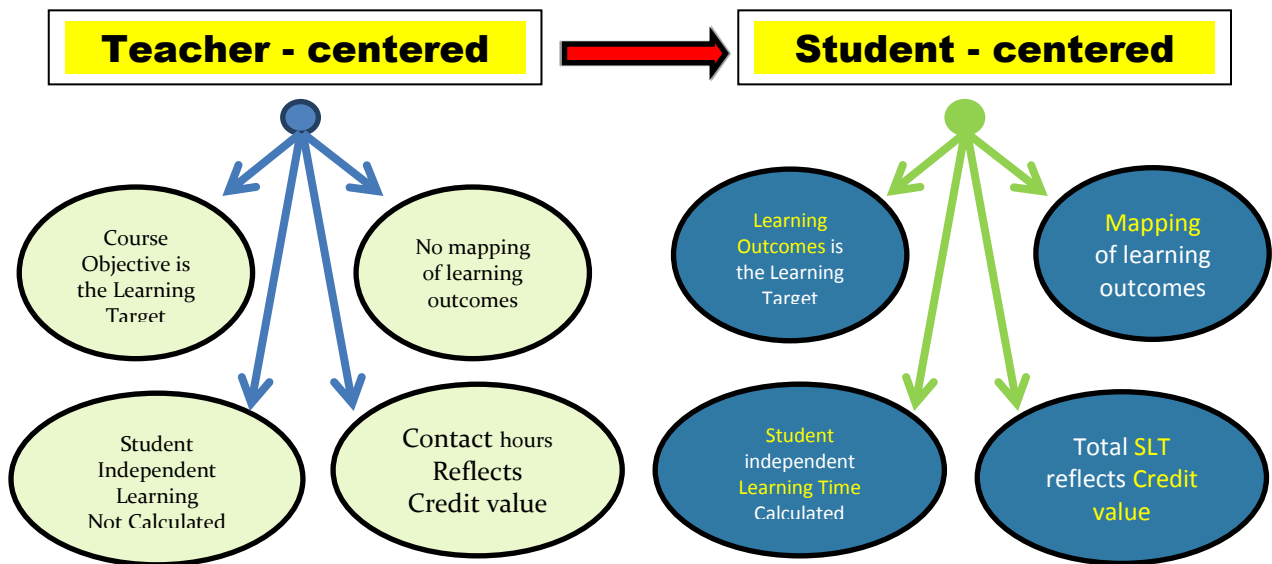 Teacher - centered
Student - centered
Course
Objective is
the Learning
Target
No mapping
of learning
outcomes
Learning
Outcomes is
the Learning
Target
Mapping
of learning
outcomes
Student
Independent
Learning
Not Calculated
Contact hours
Reflects
Credit value
Student
independent
Learning Time
Calculated
Total SLT
reflects Credit
value